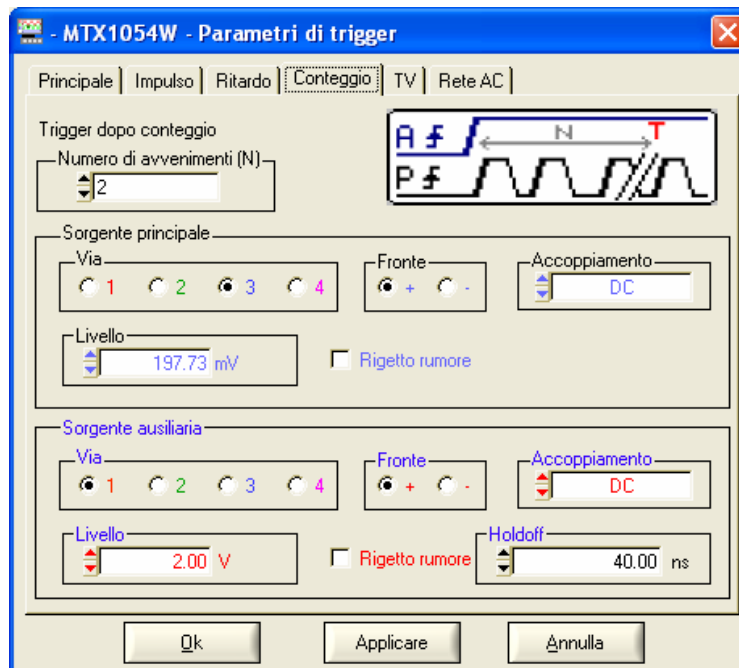 - MTX1054W - Parametri di trigger
Principale Impulso Ritardo Conteggio TV Rete AC
Trigger dopo conteggio
Numero di avvenimenti (N)
2
A N T
P
Sorgente principale
Via Fronte Accoppiamento
1 2 3 4 + - DC
Livello
197.73 mV Rigetto rumore
Sorgente ausiliaria
Via Fronte Accoppiamento
1 2 3 4 + - DC
Livello Holdoff
2.00 V Rigetto rumore 40.00 ns
Ok Applicare Annulla